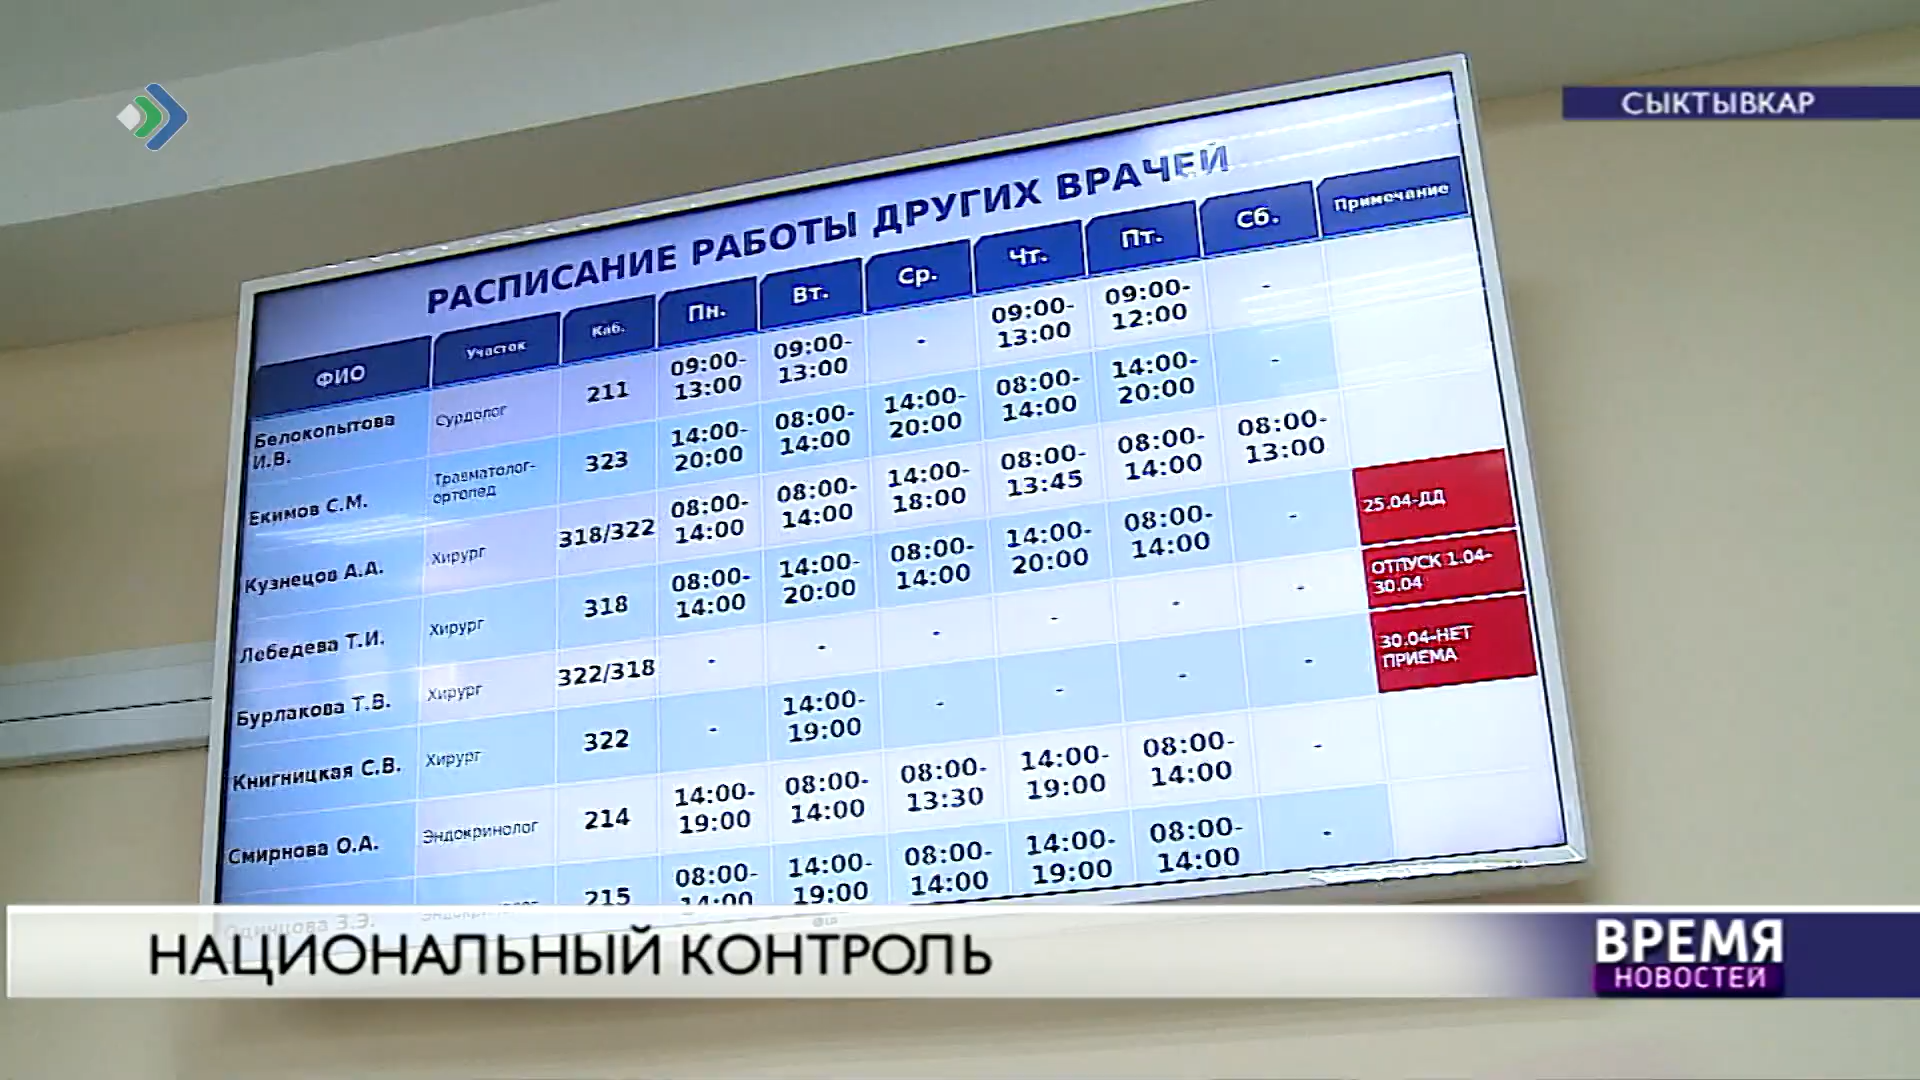 СЫКТЫВКАР
РАСПИСАНИЕ РАБОТЫ ДРУГИХ ВРАЧЕЙ
ФИО Участок Каб. Пн. Вт. Ср. Чт. Пт. Сб. Примечание
Белокопытова И.В. Сурдолог 211 09:00-13:00 09:00-13:00 - 09:00-13:00 09:00-12:00 -
Екимов С.М. Травматолог-ортопед 323 14:00-20:00 08:00-14:00 14:00-20:00 08:00-14:00 14:00-20:00 -
Кузнецов А.А. Хирург 318/322 08:00-14:00 08:00-14:00 14:00-18:00 08:00-13:45 08:00-14:00 08:00-13:00
Лебедева Т.И. Хирург 318 08:00-14:00 14:00-20:00 08:00-14:00 14:00-20:00 08:00-14:00 - 25.04-ДД
Бурлакова Т.В. Хирург 322/318 - - - - - - ОТПУСК 1.04-30.04
Книгницкая С.В. Хирург 322 - 14:00-19:00 - - - - 30.04-НЕТ ПРИЕМА
Смирнова О.А. Эндокринолог 214 14:00-19:00 08:00-14:00 08:00-13:30 14:00-19:00 08:00-14:00 -
Одинцова З.Э. Эндокринолог 215 08:00-14:00 14:00-19:00 08:00-14:00 14:00-19:00 08:00-14:00 -
НАЦИОНАЛЬНЫЙ КОНТРОЛЬ
ВРЕМЯ
НОВОСТЕЙ